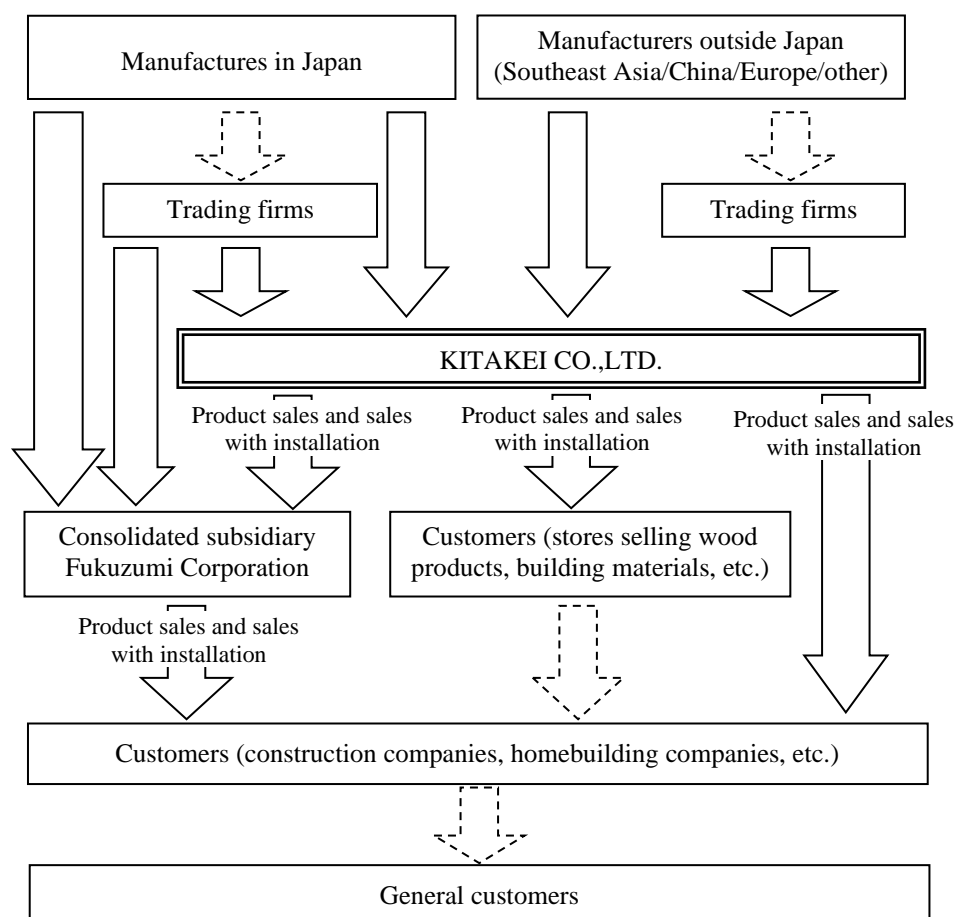 Manufactures in Japan
Manufacturers outside Japan
(Southeast Asia/China/Europe/other)
Trading firms
Trading firms
KITAKEI CO.,LTD.
Product sales and sales
with installation
Product sales and sales
with installation
Product sales and sales
with installation
Consolidated subsidiary
Fukuzumi Corporation
Customers (stores selling wood
products, building materials, etc.)
Product sales and sales
with installation
Customers (construction companies, homebuilding companies, etc.)
General customers